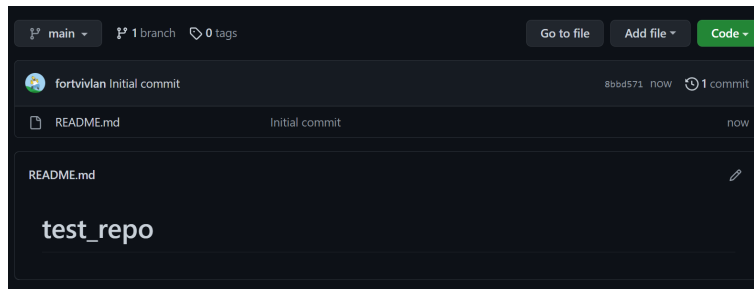 main 1 branch 0 tags Go to file Add file Code
fortvivlan Initial commit 8bbd571 now 1 commit
README.md Initial commit now
README.md
test_repo